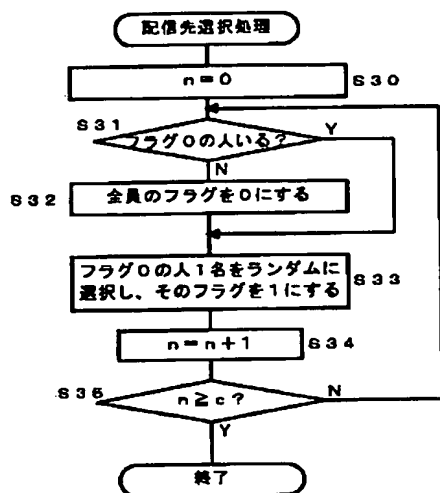 配信先選択処理
n=0
S30
S31
フラグ0の人いる?
Y
N
S32
全員のフラグを0にする
フラグ0の人1名をランダムに
選択し、そのフラグを1にする
S33
n=n+1
S34
S35
n≧c?
N
Y
終了